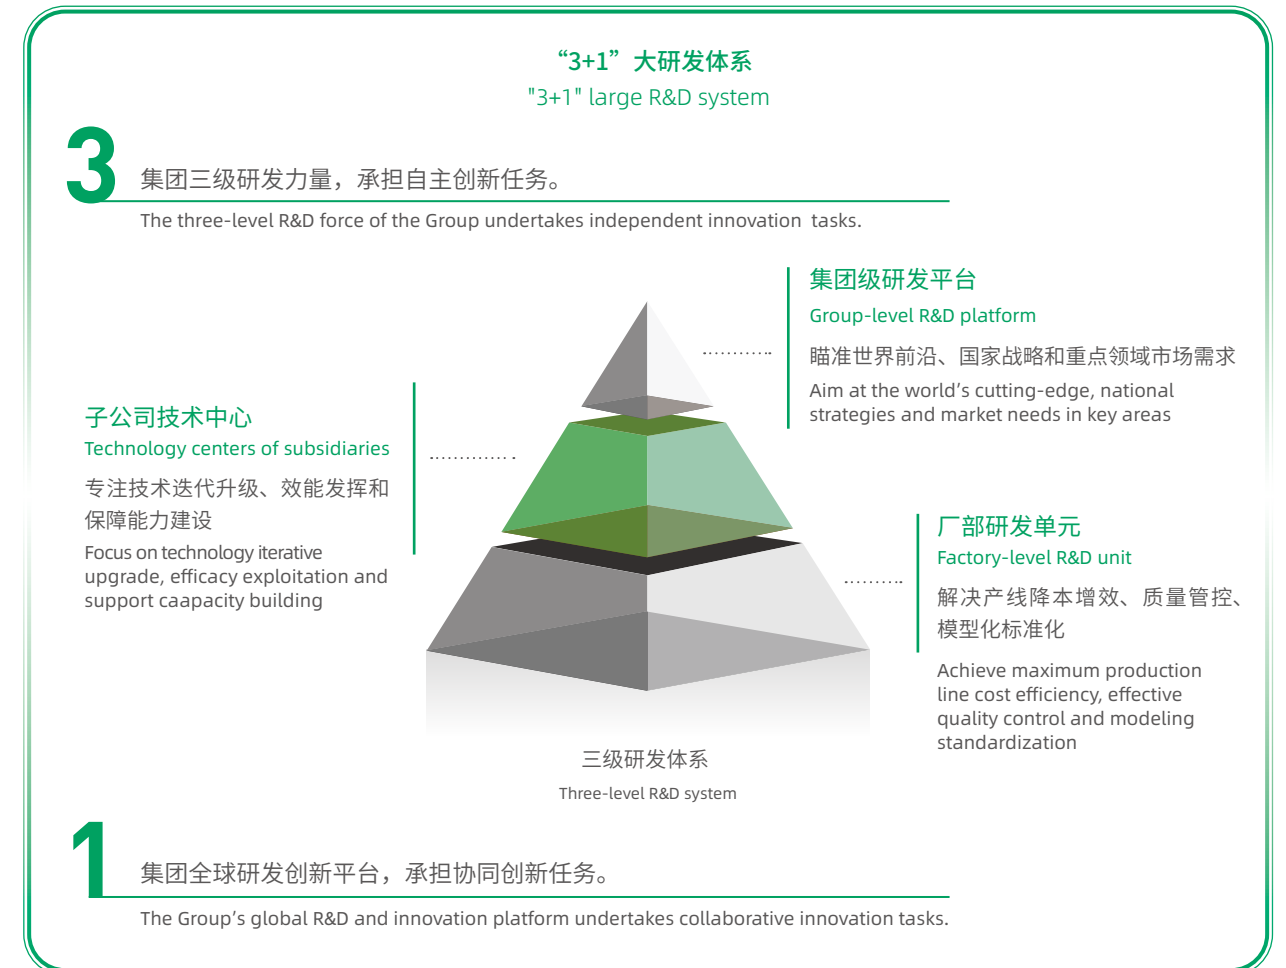 “3+1”大研发体系
"3+1" large R&D system
3
集团三级研发力量，承担自主创新任务。
The three-level R&D force of the Group undertakes independent innovation tasks.
集团级研发平台
Group-level R&D platform
瞄准世界前沿、国家战略和重点领域市场需求
Aim at the world’s cutting-edge, national
strategies and market needs in key areas
子公司技术中心
Technology centers of subsidiaries
专注技术迭代升级、效能发挥和
保障能力建设
Focus on technology iterative
upgrade, efficacy exploitation and
support caapacity building
厂部研发单元
Factory-level R&D unit
解决产线降本增效、质量管控、
模型化标准化
Achieve maximum production
line cost efficiency, effective
quality control and modeling
standardization
三级研发体系
Three-level R&D system
1
集团全球研发创新平台，承担协同创新任务。
The Group’s global R&D and innovation platform undertakes collaborative innovation tasks.